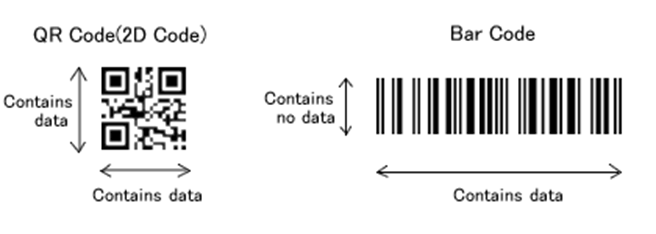 QR Code(2D Code)
Contains
data
Contains data
Bar Code
Contains
no data
Contains data